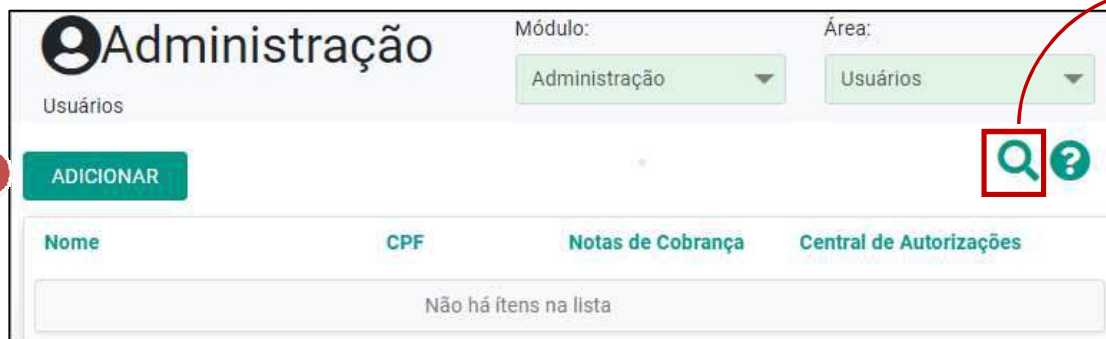 Administração
Usuários
Módulo:
Administração
Área:
Usuários
ADICIONAR
Nome CPF Notas de Cobrança Central de Autorizações
Não há ítens na lista